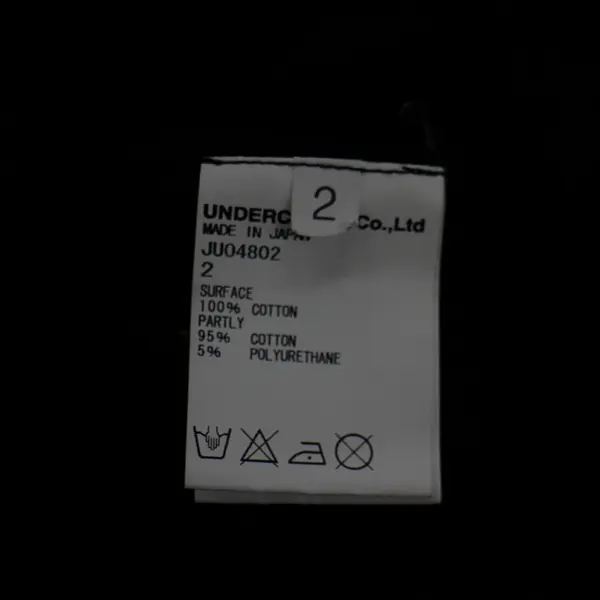 2
UNDERC Co.,Ltd
MADE IN JAPAN
JU04802
2
SURFACE
100% COTTON
PARTLY
95% COTTON
5% POLYURETHANE